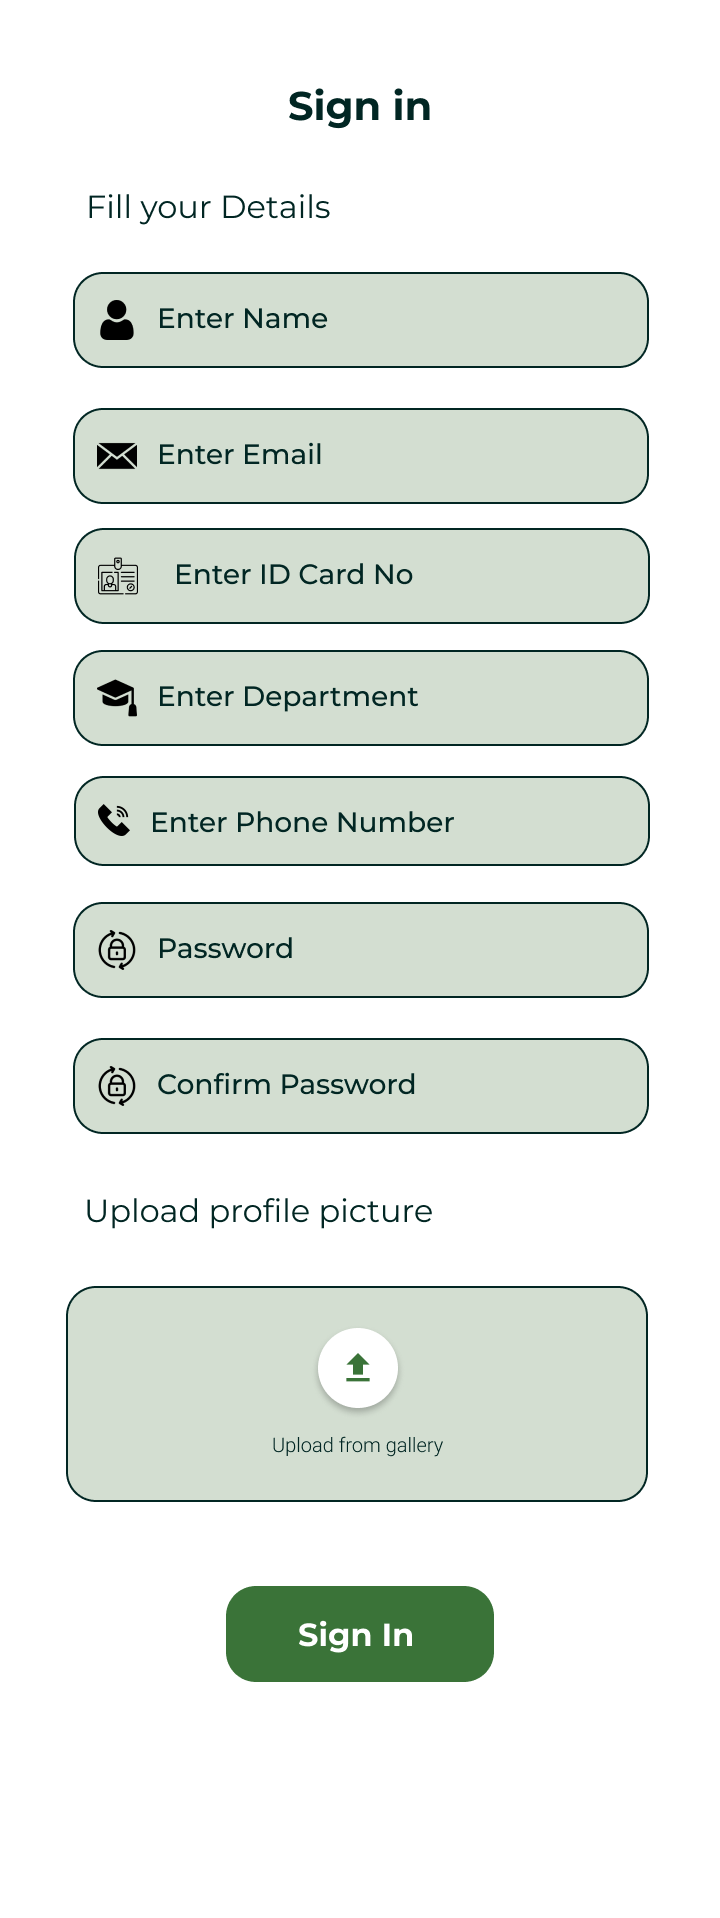 Sign in
Fill your Details
Enter Name
Enter Email
Enter ID Card No
Enter Department
Enter Phone Number
Password
Confirm Password
Upload profile picture
Upload from gallery
Sign In